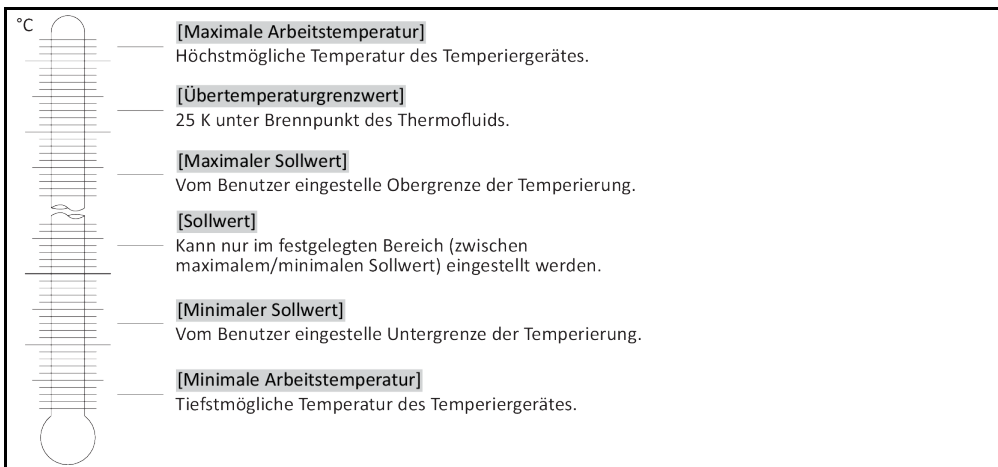 °C
[Maximale Arbeitstemperatur]
Höchstmögliche Temperatur des Temperiergerätes.
[Übertemperaturgrenzwert]
25 K unter Brennpunkt des Thermofluids.
[Maximaler Sollwert]
Vom Benutzer eingestelle Obergrenze der Temperierung.
[Sollwert]
Kann nur im festgelegten Bereich (zwischen
maximalem/minimalen Sollwert) eingestellt werden.
[Minimaler Sollwert]
Vom Benutzer eingestelle Untergrenze der Temperierung.
[Minimale Arbeitstemperatur]
Tiefstmögliche Temperatur des Temperiergerätes.